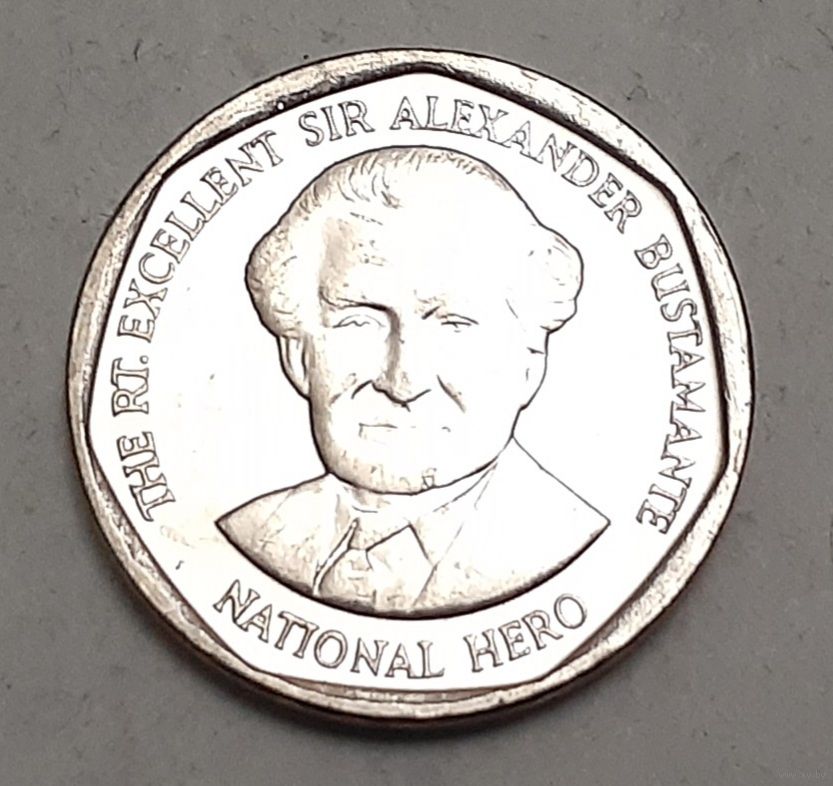 THE RT. EXCELLENT SIR ALEXANDER BUSTAMANTE
NATIONAL HERO